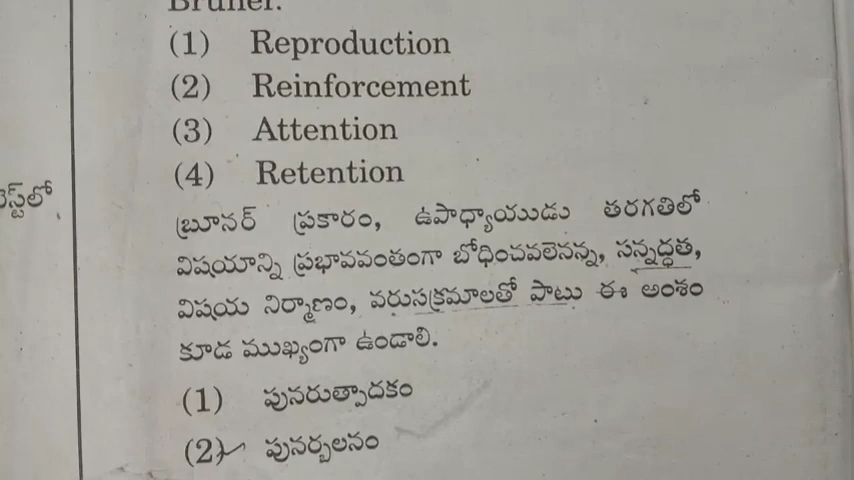 Bruner.
(1) Reproduction
(2) Reinforcement
(3) Attention
(4) Retention
బ్రూనర్ ప్రకారం, ఉపాధ్యాయుడు తరగతిలో
విషయాన్ని ప్రభావవంతంగా బోధించవలెనన్న, సన్నద్ధత,
విషయ నిర్మాణం, వరుసక్రమాలతో పాటు ఈ అంశం
కూడ ముఖ్యంగా ఉండాలి.
(1) పునరుత్పాదకం
(2) పునర్బలనం